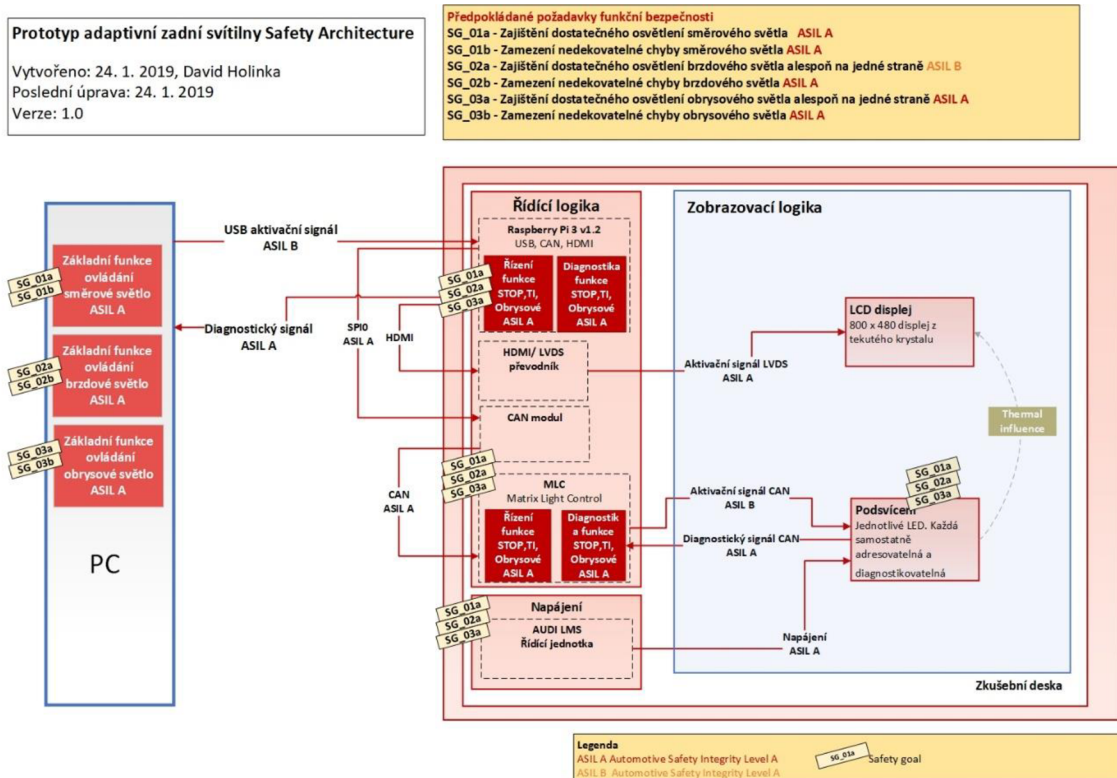 Prototyp adaptivní zadní svítilny Safety Architecture
Vytvořeno: 24. 1. 2019, David Holinka
Poslední úprava: 24. 1. 2019
Verze: 1.0
Předpokládané požadavky funkční bezpečnosti
SG_01a - Zajištění dostatečného osvětlení směrového světla ASIL A
SG_01b - Zamezení nedekovatelné chyby směrového světla ASIL A
SG_02a - Zajištění dostatečného osvětlení brzdového světla alespoň na jedné straně ASIL B
SG_02b - Zamezení nedekovatelné chyby brzdového světla ASIL A
SG_03a - Zajištění dostatečného osvětlení obrysového světla alespoň na jedné straně ASIL A
SG_03b - Zamezení nedekovatelné chyby obrysového světla ASIL A
SG_01a
SG_01b
Základní funkce
ovládání
směrové světlo
ASIL A
SG_02a
SG_02b
Základní funkce
ovládání
brzdové světlo
ASIL A
SG_03a
SG_03b
Základní funkce
ovládání
obrysové světlo
ASIL A
PC
USB aktivační signál
ASIL B
Diagnostický signál
ASIL A
SPI0
ASIL A
HDMI
CAN
ASIL A
Řídící logika
Raspberry Pi 3 v1.2
USB, CAN, HDMI
SG_01a
SG_02a
SG_03a
Řízení
funkce
STOP,TI,
Obrysové
ASIL A
Diagnostika
funkce
STOP,TI,
Obrysové
ASIL A
HDMI/ LVDS
převodník
CAN modul
SG_01a
SG_02a
SG_03a
MLC
Matrix Light Control
Řízení
funkce
STOP,TI,
Obrysové
ASIL A
Diagnostik
a funkce
STOP,TI,
Obrysové
ASIL A
SG_01a
SG_02a
SG_03a
Napájení
AUDI LMS
Řídící jednotka
Zobrazovací logika
Aktivační signál LVDS
ASIL A
LCD displej
800 x 480 displej z
tekutého krystalu
Thermal
influence
Aktivační signál CAN
ASIL B
Diagnostický signál CAN
ASIL A
Napájení
ASIL A
SG_01a
SG_02a
SG_03a
Podsvícení
Jednotlivé LED. Každá
samostatně
adresovatelná a
diagnostikovatelná
Zkušební deska
Legenda
ASIL A Automotive Safety Integrity Level A
ASIL B Automotive Safety Integrity Level A
SG_01a
Safety goal